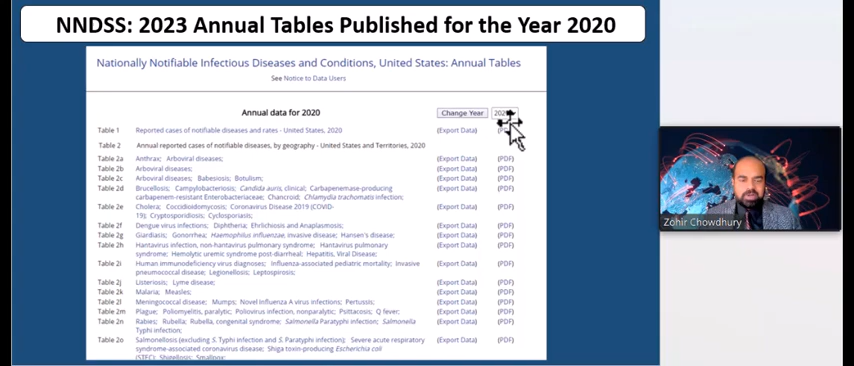 NNDSS: 2023 Annual Tables Published for the Year 2020
Nationally Notifiable Infectious Diseases and Conditions, United States: Annual Tables
See Notice to Data Users
Annual data for 2020 Change Year
Table 1 Reported cases of notifiable diseases and rates - United States, 2020 (Export Data)
Table 2 Annual reported cases of notifiable diseases, by geography - United States and Territories, 2020
Table 2a Anthrax; Arboviral diseases; (Export Data) (PDF)
Table 2b Arboviral diseases; (Export Data) (PDF)
Table 2c Arboviral diseases; Babesiosis; Botulism; (Export Data) (PDF)
Table 2d Brucellosis; Campylobacteriosis; Candida auris, clinical; Carbapenemase-producing (Export Data) (PDF)
carbapenem-resistant Enterobacteriaceae; Chancroid; Chlamydia trachomatis infection;
Table 2e Cholera; Coccidioidomycosis; Coronavirus Disease 2019 (COVID- (Export Data) (PDF)
19); Cryptosporidiosis; Cyclosporiasis;
Table 2f Dengue virus infections; Diphtheria; Ehrlichiosis and Anaplasmosis; (Export Data) (PDF)
Table 2g Giardiasis; Gonorrhea; Haemophilus influenzae, invasive disease; Hansen's disease; (Export Data) (PDF)
Table 2h Hantavirus infection, non-hantavirus pulmonary syndrome; Hantavirus pulmonary (Export Data) (PDF)
syndrome; Hemolytic uremic syndrome post-diarrheal; Hepatitis, Viral Disease;
Table 2i Human immunodeficiency virus diagnoses; Influenza-associated pediatric mortality; Invasive (Export Data) (PDF)
pneumococcal disease; Legionellosis; Leptospirosis;
Table 2j Listeriosis; Lyme disease; (Export Data) (PDF)
Table 2k Malaria; Measles; (Export Data) (PDF)
Table 2l Meningococcal disease; Mumps; Novel Influenza A virus infections; Pertussis; (Export Data) (PDF)
Table 2m Plague; Poliomyelitis, paralytic; Poliovirus infection, nonparalytic; Psittacosis; Q fever; (Export Data) (PDF)
Table 2n Rabies; Rubella; Rubella, congenital syndrome; Salmonella Paratyphi infection; Salmonella (Export Data) (PDF)
Typhi infection;
Table 2o Salmonellosis (excluding S. Typhi infection and S. Paratyphi infection); Severe acute respiratory (Export Data) (PDF)
syndrome-associated coronavirus disease; Shiga toxin-producing Escherichia coli
(STEC); Shigellosis; Smallpox;
Zohir Chowdhury